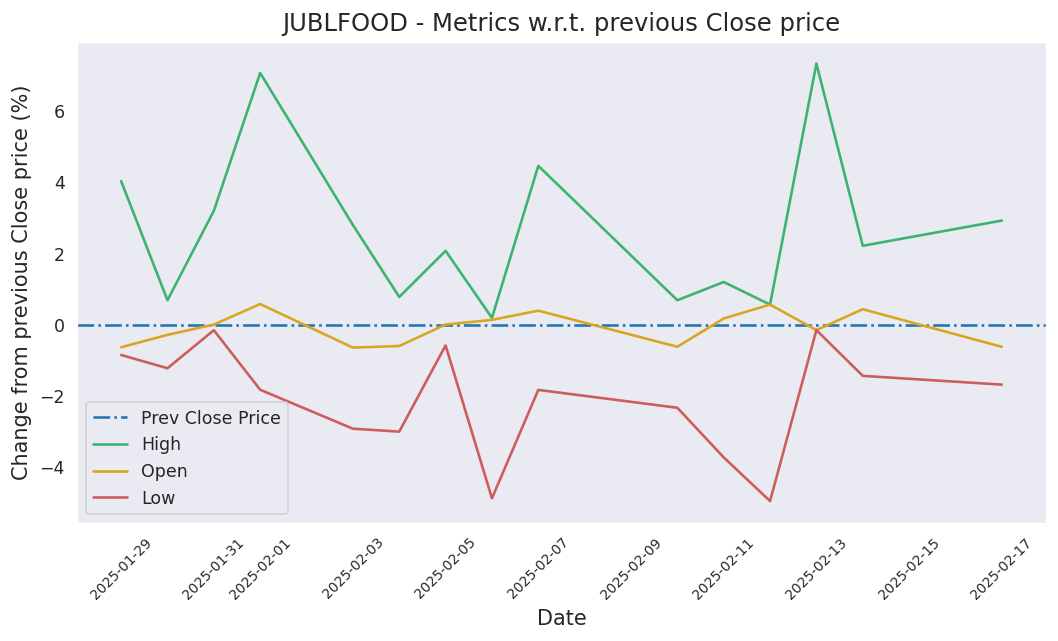 JUBLFOOD - Metrics w.r.t. previous Close price
Change from previous Close price (%)
6
4
2
0
−2
−4
Prev Close Price
High
Open
Low
2025-01-29
2025-01-31
2025-02-01
2025-02-03
2025-02-05
2025-02-07
2025-02-09
2025-02-11
2025-02-13
2025-02-15
2025-02-17
Date